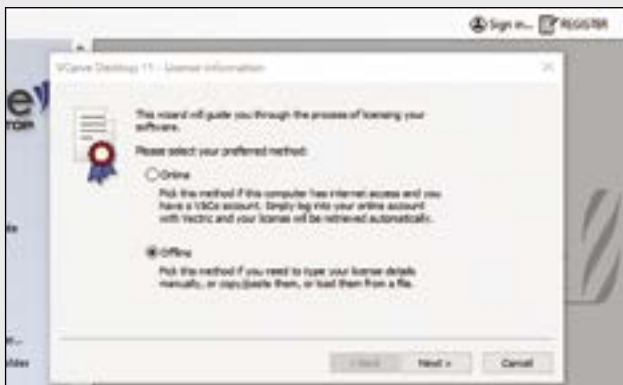 Sign in... REGISTER
VCarve Desktop 11 - License Information
This wizard will guide you through the process of licensing your
software.
Please select your preferred method:
Online
Pick this method if this computer has internet access and you
have a V&Co account. Simply log into your online account
with Vectric and your license will be retrieved automatically.
Offline
Pick this method if you need to type your license details
manually, or copy/paste them, or load them from a file.
< Back Next > Cancel